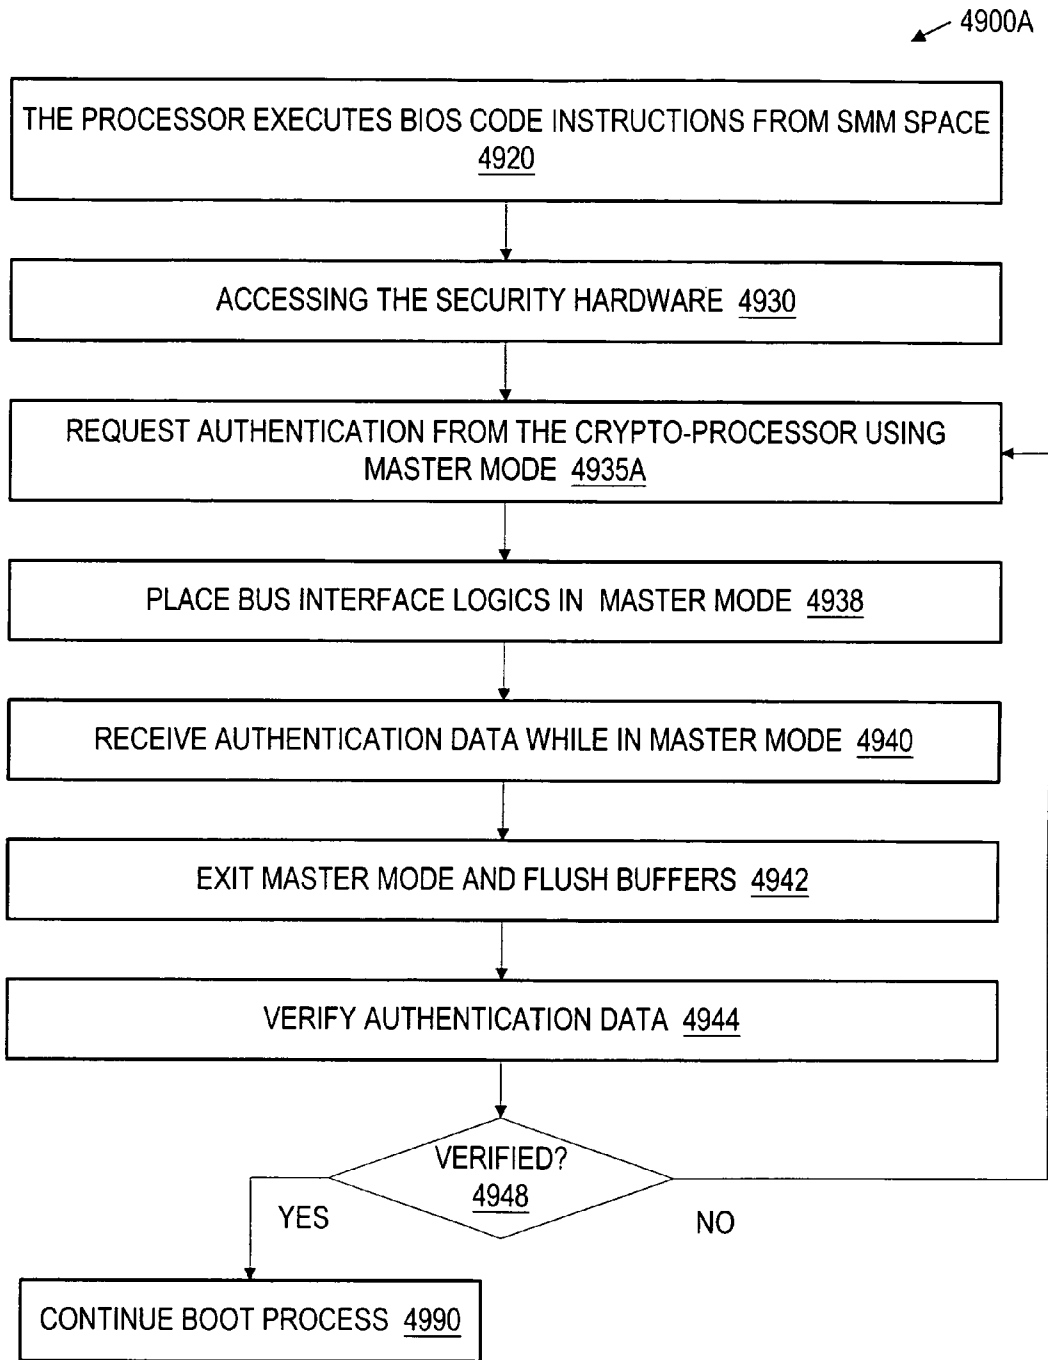 4900A
THE PROCESSOR EXECUTES BIOS CODE INSTRUCTIONS FROM SMM SPACE
4920
ACCESSING THE SECURITY HARDWARE 4930
REQUEST AUTHENTICATION FROM THE CRYPTO-PROCESSOR USING
MASTER MODE 4935A
PLACE BUS INTERFACE LOGICS IN MASTER MODE 4938
RECEIVE AUTHENTICATION DATA WHILE IN MASTER MODE 4940
EXIT MASTER MODE AND FLUSH BUFFERS 4942
VERIFY AUTHENTICATION DATA 4944
VERIFIED?
4948
YES
NO
CONTINUE BOOT PROCESS 4990